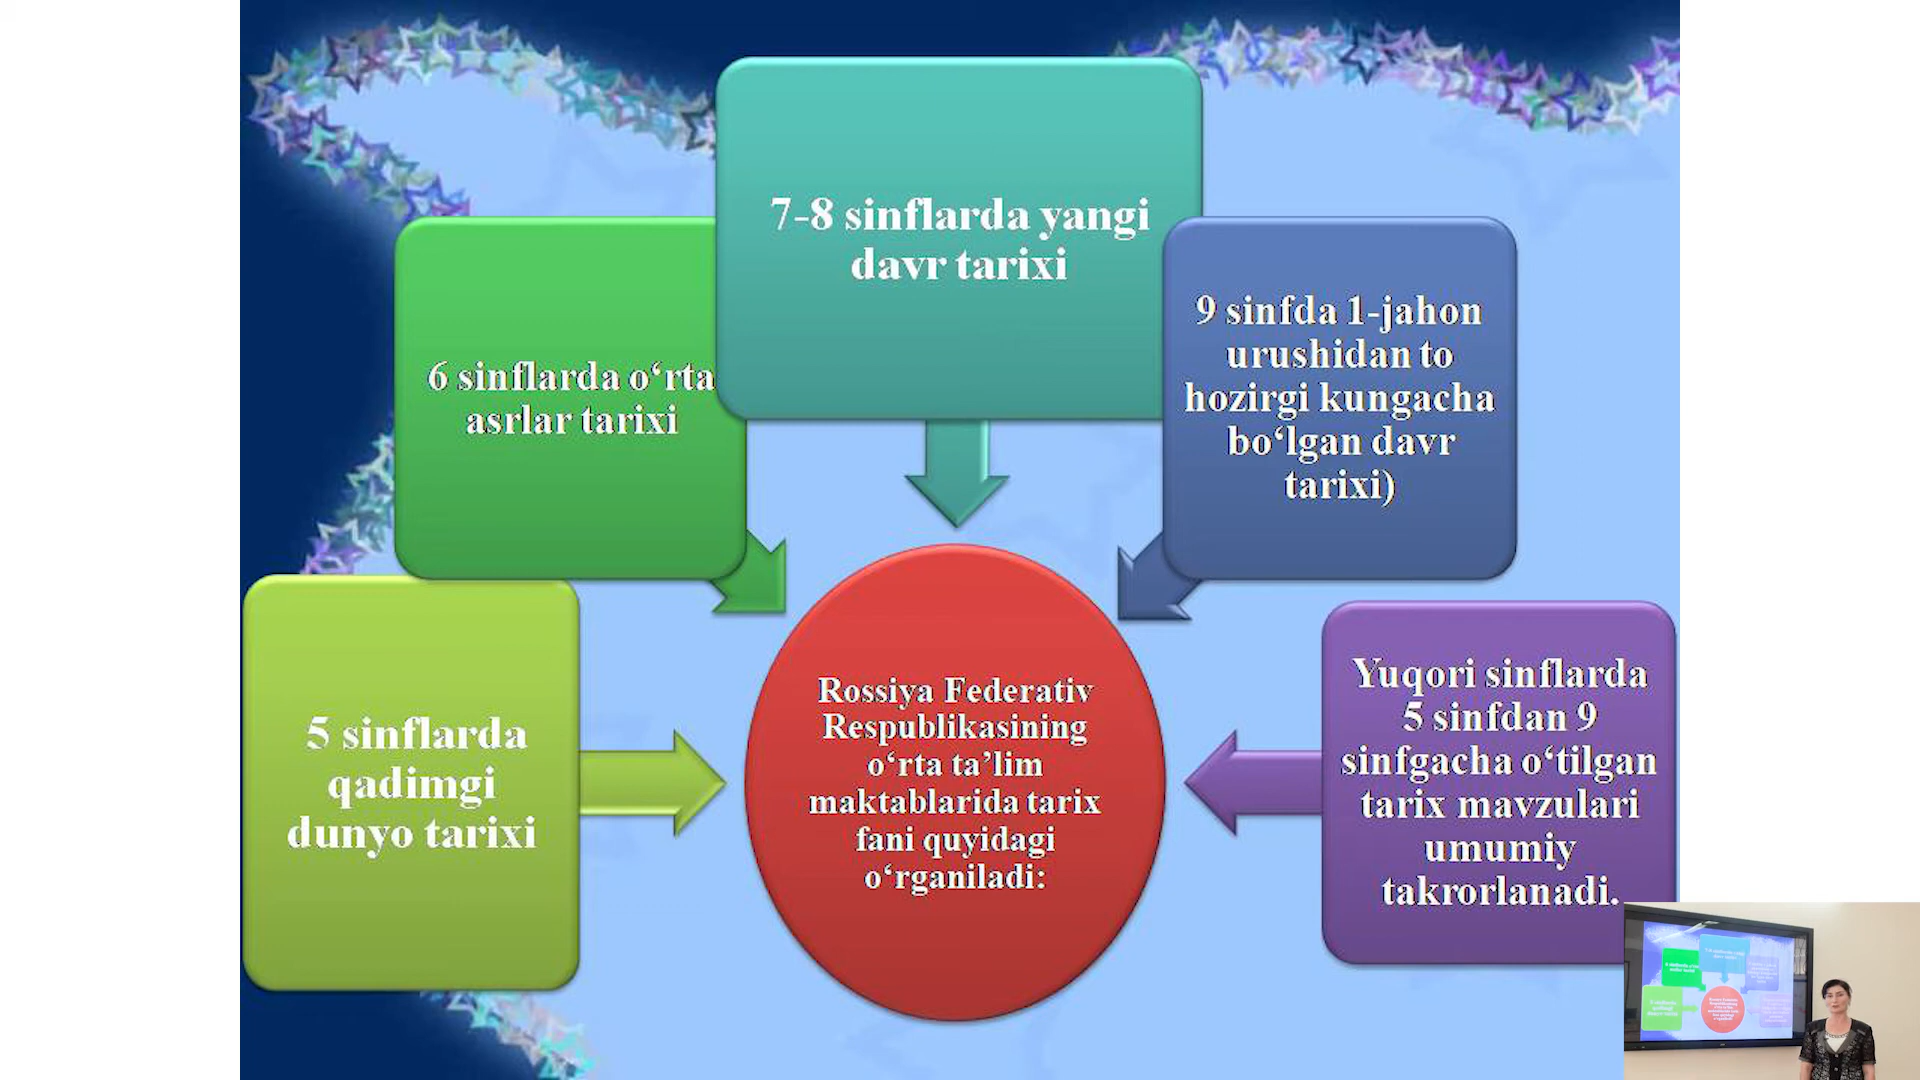 7-8 sinflarda yangi
davr tarixi
6 sinflarda o‘rta
asrlar tarixi
9 sinfda 1-jahon
urushidan to
hozirgi kungacha
bo‘lgan davr
tarixi)
5 sinflarda
qadimgi
dunyo tarixi
Rossiya Federativ
Respublikasining
o‘rta ta’lim
maktablarida tarix
fani quyidagi
o‘rganiladi:
Yuqori sinflarda
5 sinfdan 9
sinfgacha o‘tilgan
tarix mavzulari
umumiy
takrorlanadi.